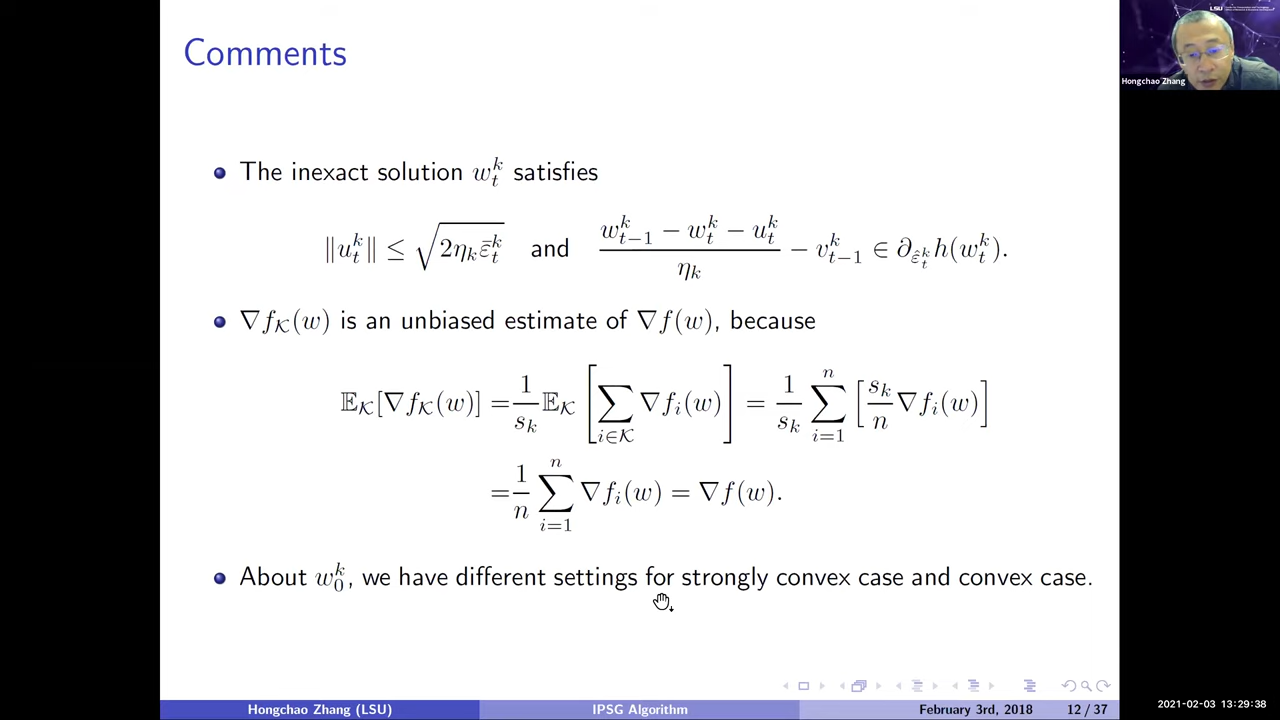 Comments
LSU
Hongchao Zhang
The inexact solution $w_t^k$ satisfies
$\|u_t^k\| \leq \sqrt{2\eta_k \bar{\varepsilon}_t^k}$ and $\frac{w_{t-1}^k - w_t^k - u_t^k}{\eta_k} - v_{t-1}^k \in \partial_{\hat{\varepsilon}_t^k} h(w_t^k).$
$\nabla f_{\mathcal{K}}(w)$ is an unbiased estimate of $\nabla f(w)$, because
$\mathbb{E}_{\mathcal{K}}[\nabla f_{\mathcal{K}}(w)] = \frac{1}{s_k} \mathbb{E}_{\mathcal{K}} \left[ \sum_{i \in \mathcal{K}} \nabla f_i(w) \right] = \frac{1}{s_k} \sum_{i=1}^n \left[ \frac{s_k}{n} \nabla f_i(w) \right]$
$= \frac{1}{n} \sum_{i=1}^n \nabla f_i(w) = \nabla f(w).$
About $w_0^k$, we have different settings for strongly convex case and convex case.
Hongchao Zhang (LSU) IPSG Algorithm February 3rd, 2018 12 / 37
2021-02-03 13:29:38